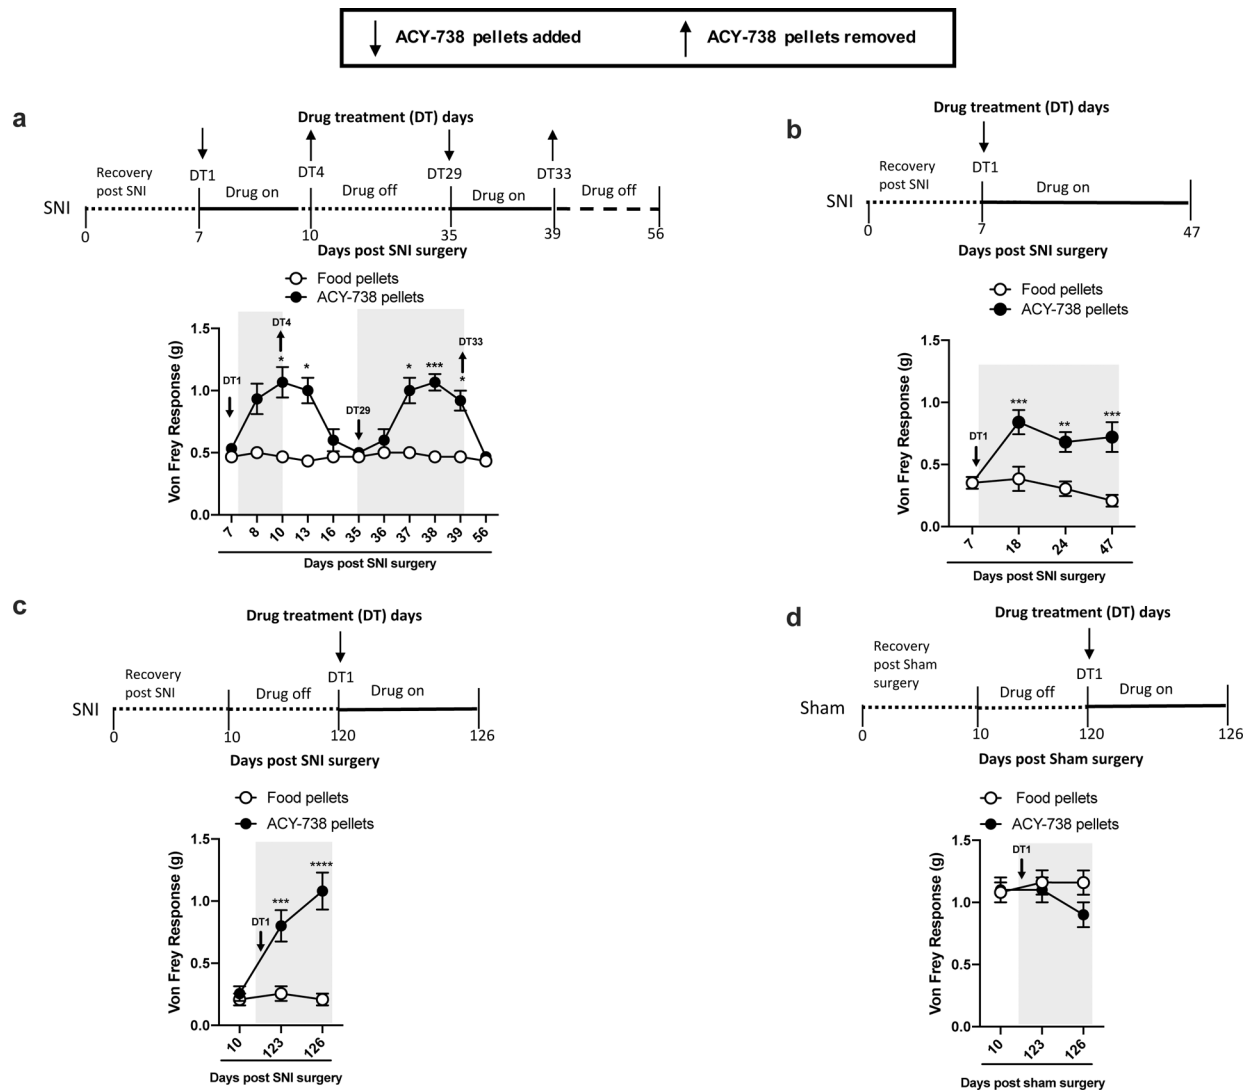 ACY-738 pellets added
ACY-738 pellets removed
a
Drug treatment (DT) days
Recovery
post SNI
DT1
DT4
DT29
DT33
Drug on
Drug off
Drug on
Drug off
SNI
0
7
10
35
39
56
Days post SNI surgery
Food pellets
ACY-738 pellets
Von Frey Response (g)
1.5
1.0
0.5
0.0
DT1
DT4
*
*
DT29
*
***
DT33
*
7
8
10
13
16
35
36
37
38
39
56
Days post SNI surgery
b
Drug treatment (DT) days
Recovery
post SNI
DT1
Drug on
SNI
0
7
47
Days post SNI surgery
Food pellets
ACY-738 pellets
Von Frey Response (g)
1.5
1.0
0.5
0.0
DT1
***
**
***
7
18
24
47
Days post SNI surgery
c
Drug treatment (DT) days
Recovery
post SNI
DT1
Drug off
Drug on
SNI
0
10
120
126
Days post SNI surgery
Food pellets
ACY-738 pellets
Von Frey Response (g)
1.5
1.0
0.5
0.0
DT1
***
****
10
123
126
Days post SNI surgery
d
Drug treatment (DT) days
Recovery
post Sham
surgery
DT1
Drug off
Drug on
Sham
0
10
120
126
Days post Sham surgery
Food pellets
ACY-738 pellets
Von Frey Response (g)
1.5
1.0
0.5
0.0
DT1
10
123
126
Days post sham surgery